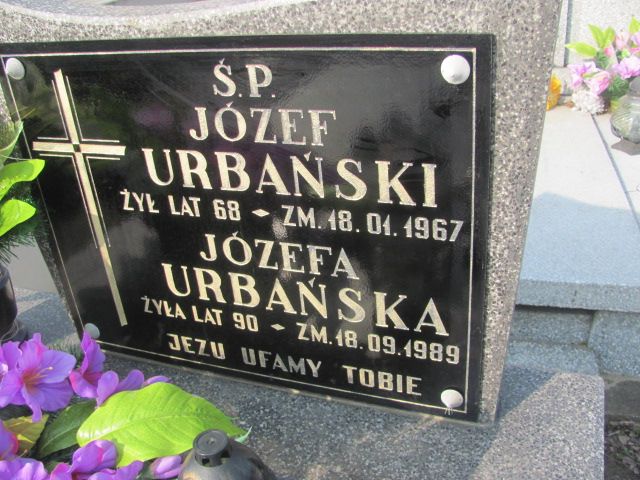 Ś.P.
JÓZEF
URBAŃSKI
ŻYŁ LAT 68 - ZM. 18.01.1967
JÓZEFA
URBAŃSKA
ŻYŁA LAT 90 - ZM. 18.09.1989
JEZU UFAMY TOBIE